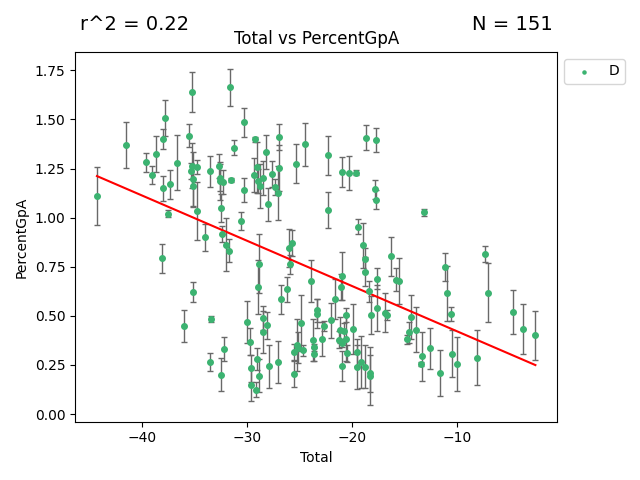 r^2 = 0.22 N = 151
Total vs PercentGpA
D
PercentGpA
1.75
1.50
1.25
1.00
0.75
0.50
0.25
0.00
−40 −30 −20 −10
Total